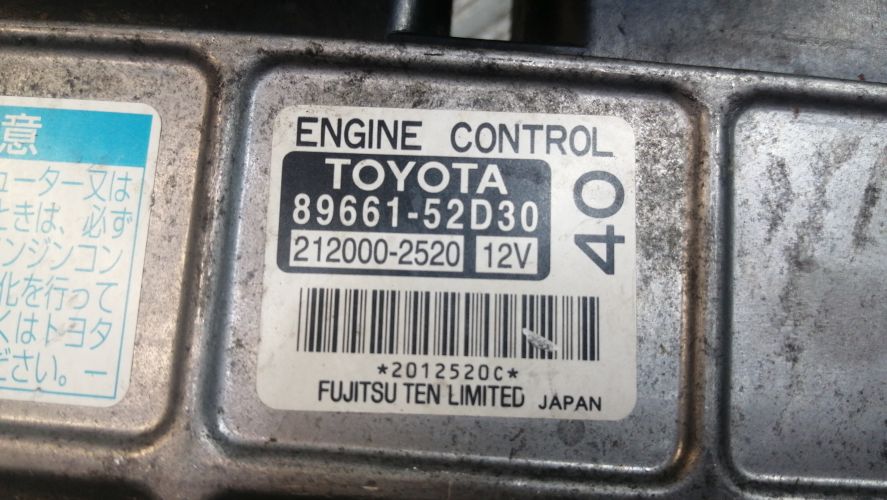 意
ューター又は
ときは、必ず
ンジンコン
化を行って
くはトヨタ
ださい。ー
ENGINE CONTROL
TOYOTA
89661-52D30
212000-2520 12V
40
*2012520C*
FUJITSU TEN LIMITED JAPAN